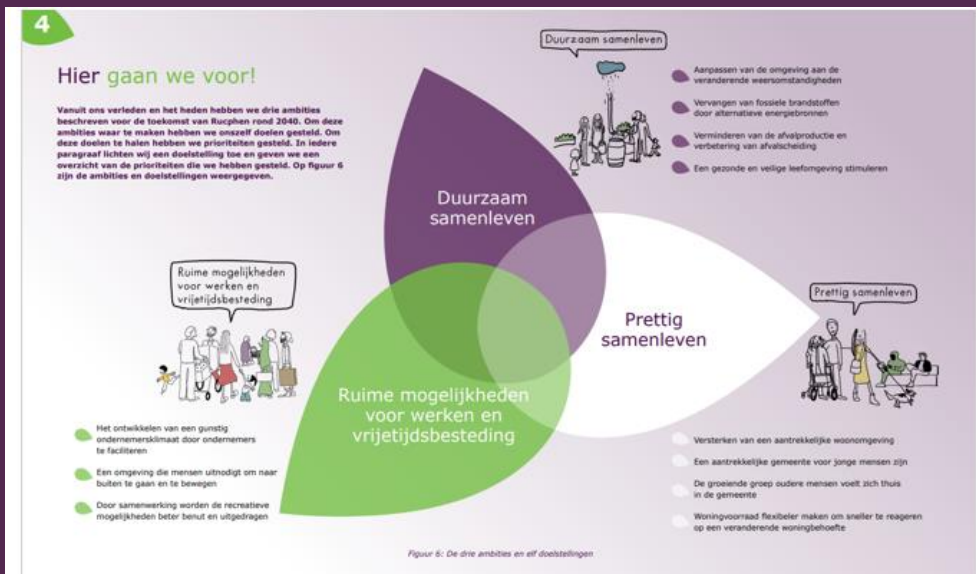 4
Hier gaan we voor!
Vanuit ons verleden en het heden hebben we drie ambities
beschreven voor de toekomst van Rucphen rond 2040. Om deze
ambities waar te maken hebben we onszelf doelen gesteld. Om
deze doelen te halen hebben we prioriteiten gesteld. In iedere
paragraaf lichten wij een doelstelling toe en geven we een
overzicht van de prioriteiten die we hebben gesteld. Op figuur 6
zijn de ambities en doelstellingen weergegeven.
Duurzaam samenleven
Aanpassen van de omgeving aan de
veranderende weersomstandigheden
Vervangen van fossiele brandstoffen
door alternatieve energiebronnen
Verminderen van de afvalproductie en
verbetering van afvalscheiding
Een gezonde en veilige leefomgeving stimuleren
Duurzaam
samenleven
Ruime mogelijkheden
voor werken en
vrijetijdsbesteding
Prettig samenleven
Prettig
samenleven
Ruime mogelijkheden
voor werken en
vrijetijdsbesteding
Het ontwikkelen van een gunstig
ondernemersklimaat door ondernemers
te faciliteren
Een omgeving die mensen uitnodigt om naar
buiten te gaan en te bewegen
Door samenwerking worden de recreatieve
mogelijkheden beter benut en uitgedragen
Versterken van een aantrekkelijke woonomgeving
Een aantrekkelijke gemeente voor jonge mensen zijn
De groeiende groep oudere mensen voelt zich thuis
in de gemeente
Woningvoorraad flexibeler maken om sneller te reageren
op een veranderende woningbehoefte
Figuur 6: De drie ambities en elf doelstellingen